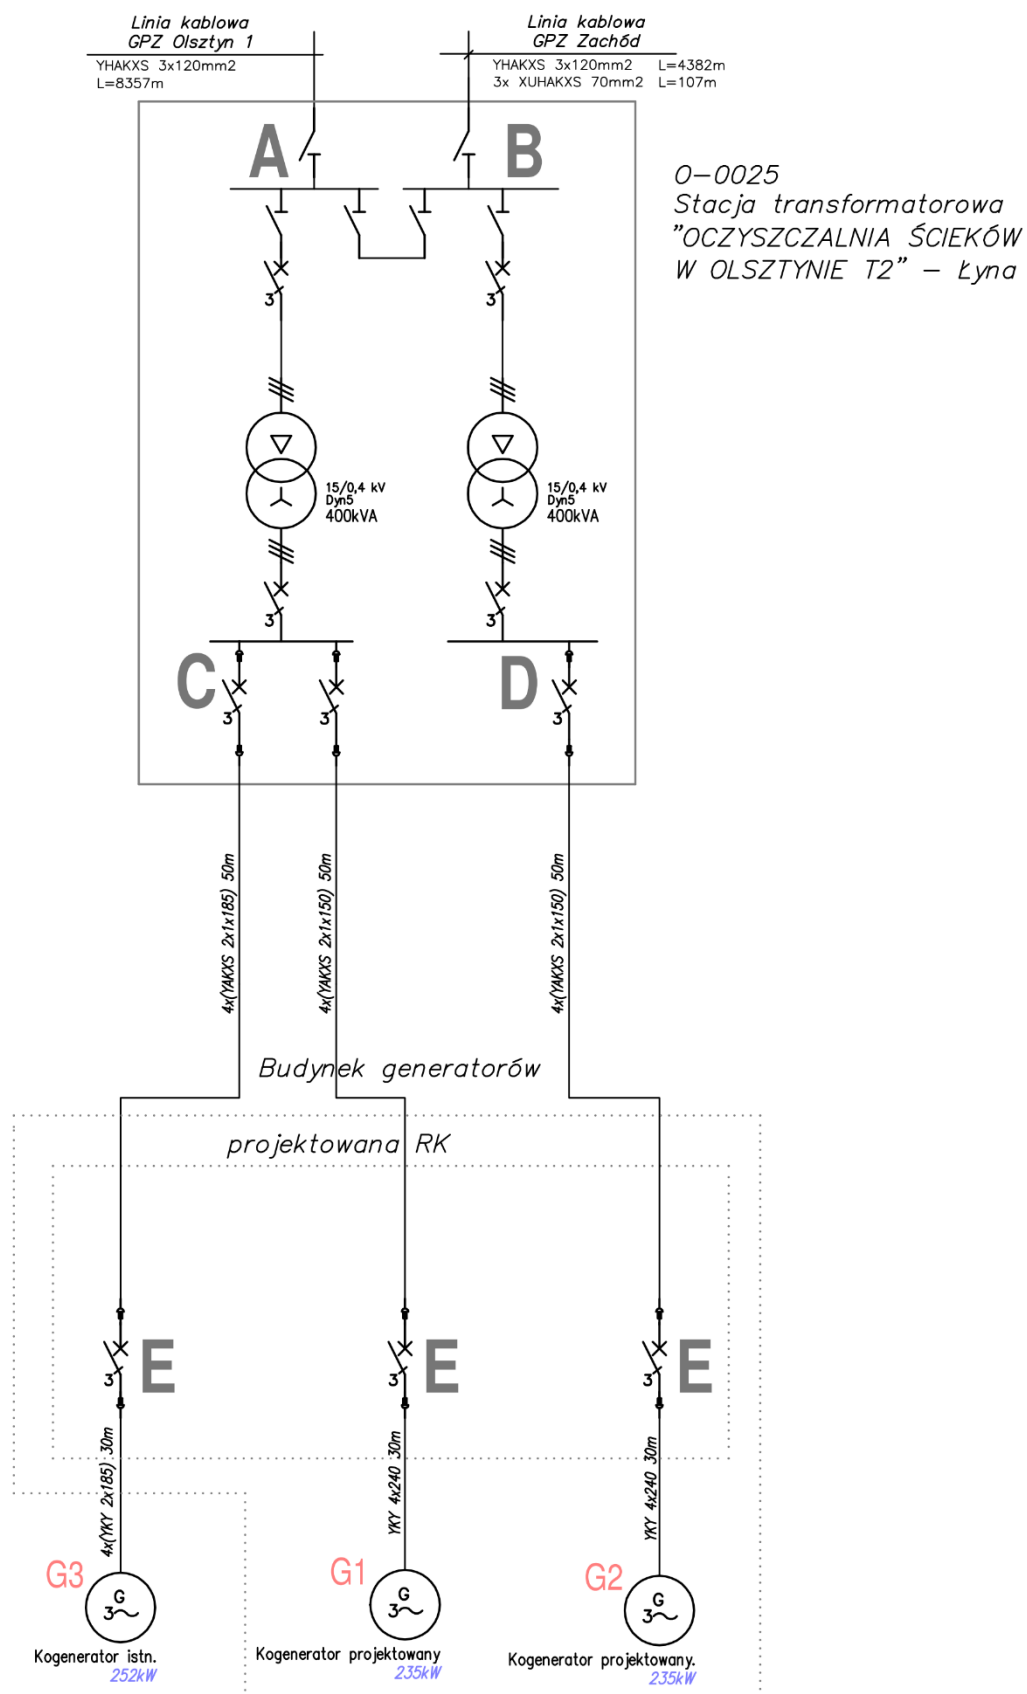 Linia kablowa
GPZ Olsztyn 1
YHAKXS 3x120mm2
L=8357m
Linia kablowa
GPZ Zachód
YHAKXS 3x120mm2 L=4382m
3x XUHAKXS 70mm2 L=107m
A
B
O-0025
Stacja transformatorowa
"OCZYSZCZALNIA ŚCIEKÓW
W OLSZTYNIE T2" - Łyna
3
3
15/0,4 kV
Dyn5
400kVA
15/0,4 kV
Dyn5
400kVA
3
3
C
D
3
3
3
4x(YAKXS 2x1x185) 50m
4x(YAKXS 2x1x150) 50m
4x(YAKXS 2x1x150) 50m
Budynek generatorów
projektowana RK
3
E
3
E
3
E
4x(YKY 2x185) 30m
YKY 4x240 30m
YKY 4x240 30m
G3
G
3~
Kogenerator istn.
252kW
G1
G
3~
Kogenerator projektowany
235kW
G2
G
3~
Kogenerator projektowany.
235kW